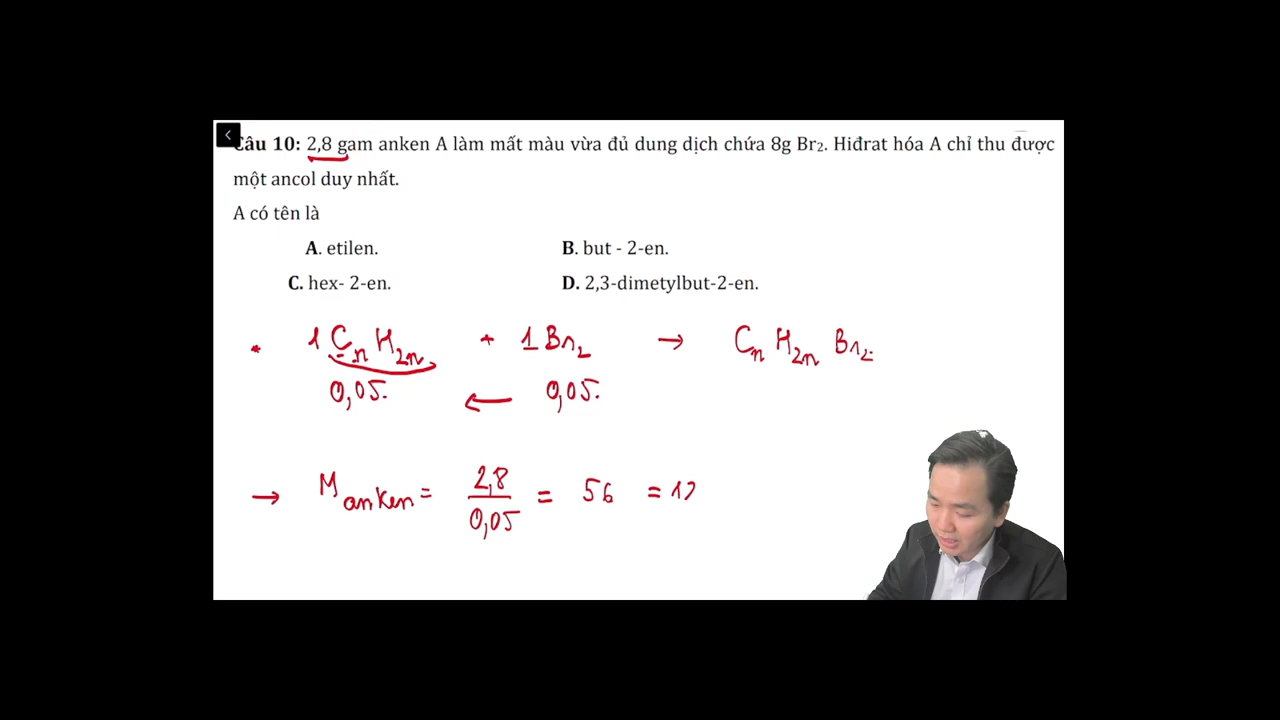 Câu 10: 2,8 gam anken A làm mất màu vừa đủ dung dịch chứa 8g Br₂. Hiđrat hóa A chỉ thu được
một ancol duy nhất.
A có tên là
A. etilen. B. but - 2-en.
C. hex- 2-en. D. 2,3-dimetylbut-2-en.
* 1 CnH2n + 1 Br2 → CnH2nBr2.
0,05. ← 0,05.
→ M anken = 2,8/0,05 = 56 = 12